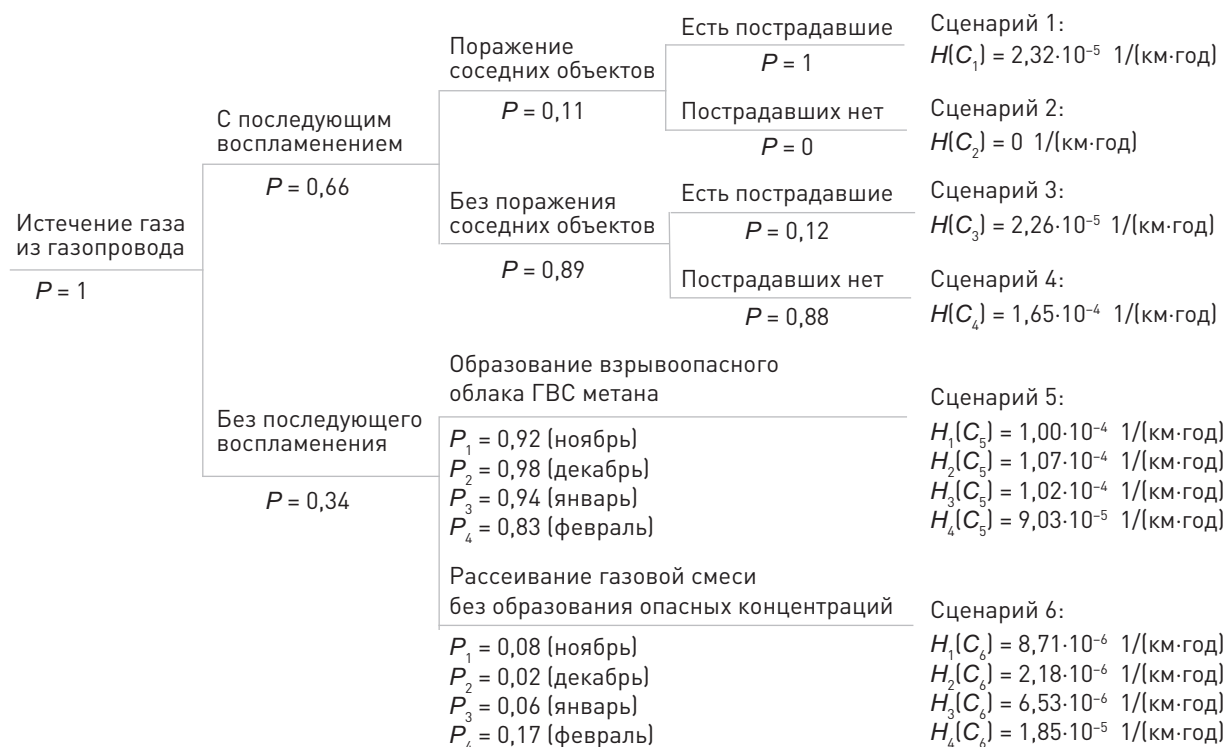 Истечение газа
из газопровода
P = 1
С последующим
воспламенением
P = 0,66
Поражение
соседних объектов
P = 0,11
Есть пострадавшие
P = 1
Сценарий 1:
H(C₁) = 2,32·10⁻⁵ 1/(км·год)
Пострадавших нет
P = 0
Сценарий 2:
H(C₂) = 0 1/(км·год)
Без поражения
соседних объектов
P = 0,89
Есть пострадавшие
P = 0,12
Сценарий 3:
H(C₃) = 2,26·10⁻⁵ 1/(км·год)
Пострадавших нет
P = 0,88
Сценарий 4:
H(C₄) = 1,65·10⁻⁴ 1/(км·год)
Без последующего
воспламенения
P = 0,34
Образование взрывоопасного
облака ГВС метана
P₁ = 0,92 (ноябрь)
P₂ = 0,98 (декабрь)
P₃ = 0,94 (январь)
P₄ = 0,83 (февраль)
Сценарий 5:
H₁(C₅) = 1,00·10⁻⁴ 1/(км·год)
H₂(C₅) = 1,07·10⁻⁴ 1/(км·год)
H₃(C₅) = 1,02·10⁻⁴ 1/(км·год)
H₄(C₅) = 9,03·10⁻⁵ 1/(км·год)
Рассеивание газовой смеси
без образования опасных концентраций
P₁ = 0,08 (ноябрь)
P₂ = 0,02 (декабрь)
P₃ = 0,06 (январь)
P₄ = 0,17 (февраль)
Сценарий 6:
H₁(C₆) = 8,71·10⁻⁶ 1/(км·год)
H₂(C₆) = 2,18·10⁻⁶ 1/(км·год)
H₃(C₆) = 6,53·10⁻⁶ 1/(км·год)
H₄(C₆) = 1,85·10⁻⁵ 1/(км·год)